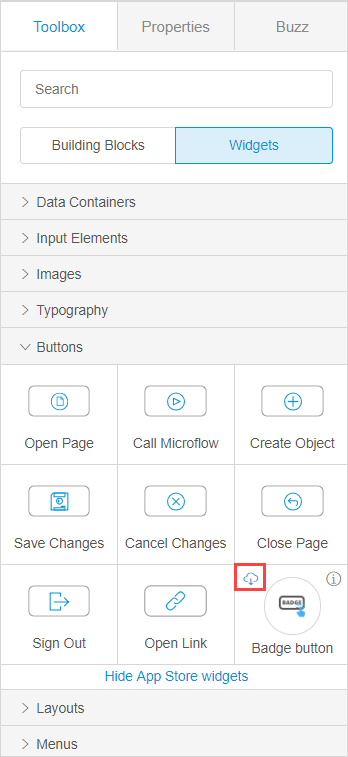 Toolbox Properties Buzz
Search
Building Blocks Widgets
Data Containers
Input Elements
Images
Typography
Buttons
Open Page Call Microflow Create Object
Save Changes Cancel Changes Close Page
BADGE
Sign Out Open Link Badge button
Hide App Store widgets
Layouts
Menus